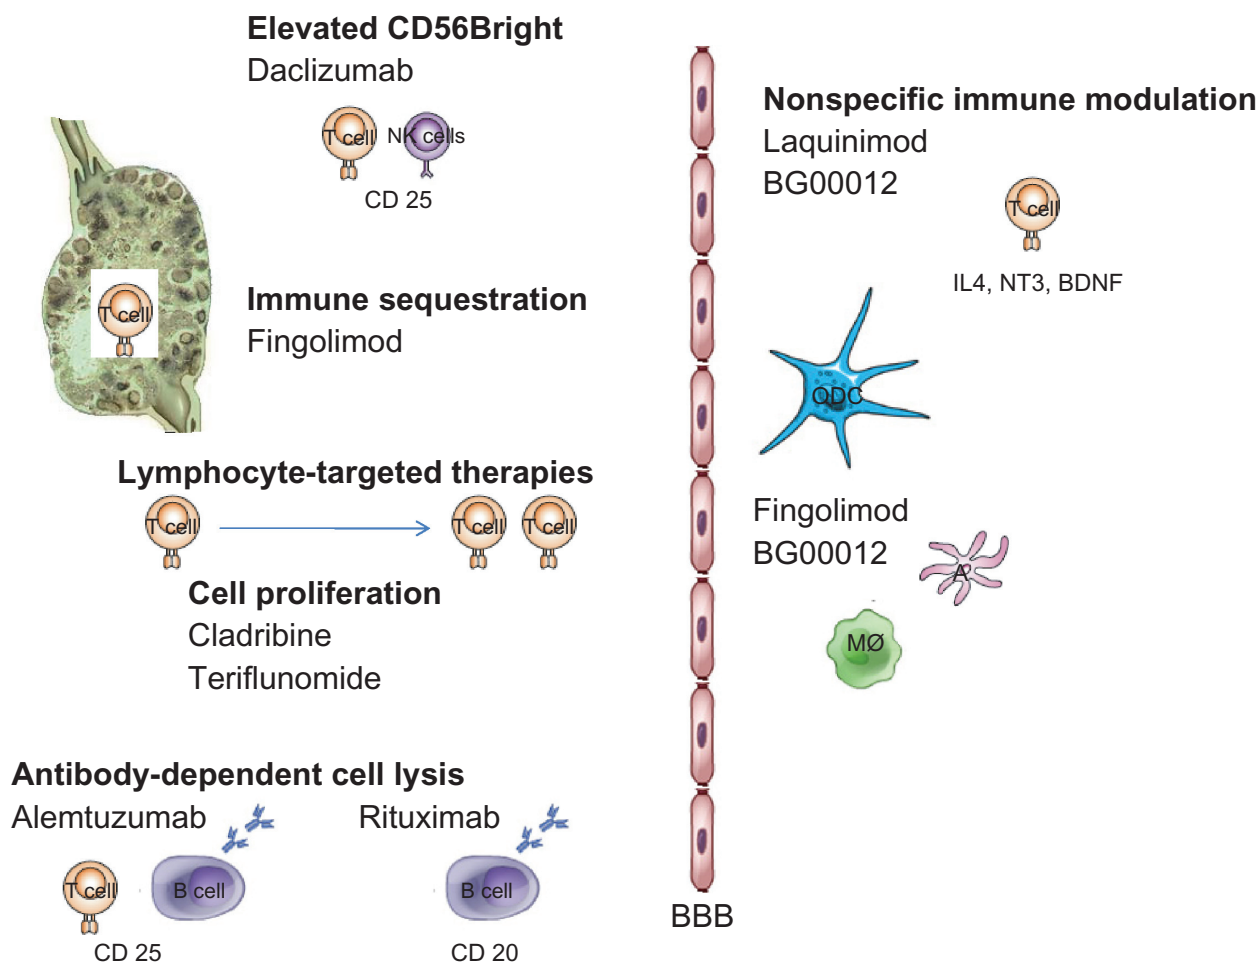 Elevated CD56Bright
Daclizumab
T cell
NK cells
CD 25
T cell
Immune sequestration
Fingolimod
Lymphocyte-targeted therapies
T cell
T cell
T cell
Cell proliferation
Cladribine
Teriflunomide
Antibody-dependent cell lysis
Alemtuzumab
Rituximab
T cell
B cell
B cell
CD 25
CD 20
BBB
Nonspecific immune modulation
Laquinimod
BG00012
T cell
IL4, NT3, BDNF
ODC
Fingolimod
BG00012
A
MØ